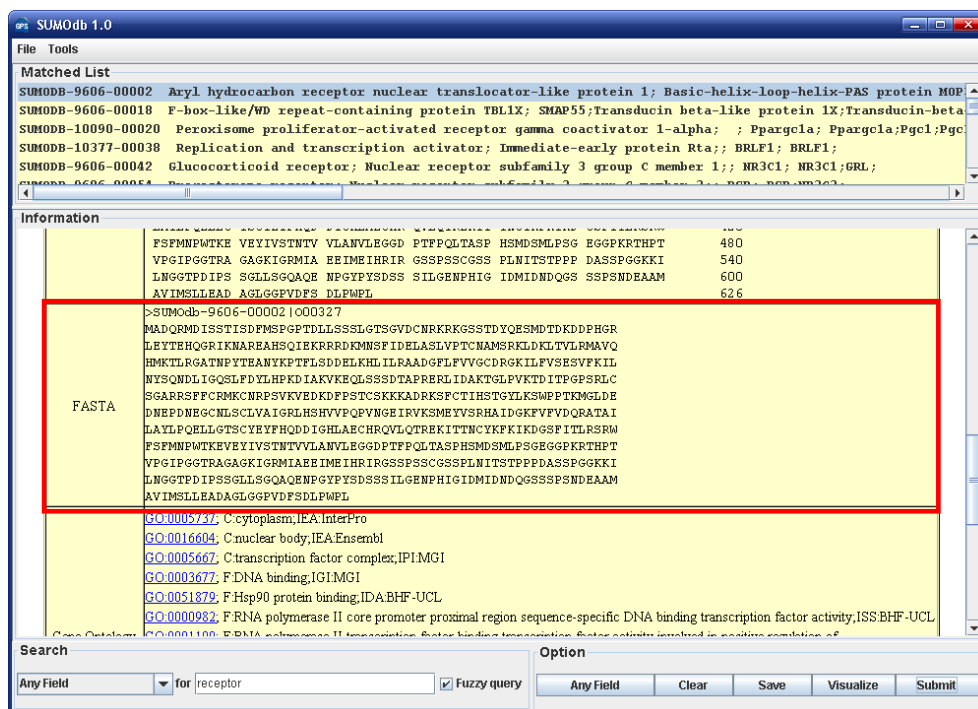 GPS SUMOdb 1.0
File Tools
Matched List
SUMODB-9606-00002 Aryl hydrocarbon receptor nuclear translocator-like protein 1; Basic-helix-loop-helix-PAS protein MOP
SUMODB-9606-00018 F-box-like/WD repeat-containing protein TBL1X; SMAP55;Transducin beta-like protein 1X;Transducin-beta
SUMODB-10090-00020 Peroxisome proliferator-activated receptor gamma coactivator 1-alpha; ; Ppargc1a; Ppargc1a;Pgc1;Pgc
SUMODB-10377-00038 Replication and transcription activator; Immediate-early protein Rta;; BRLF1; BRLF1;
SUMODB-9606-00042 Glucocorticoid receptor; Nuclear receptor subfamily 3 group C member 1;; NR3C1; NR3C1;GRL;
Information
FSFMNPWTKE VEYIVSTNTV VLANVLEGGD PTFPQLTASP HSMDSMLPSG EGGPKRTHPT 480
VPGIPGGTRA GAGKIGRMIA EEIMEIHRIR GSSPSSCGSS PLNITSTPPP DASSPGGKKI 540
LNGGTPDIPS SGLLSGQAQE NPGYPYSDSS SILGENPHIG IDMIDNDQGS SSPSNDEAAM 600
AVIMSLLEAD AGLGGPVDFS DLPWPL 626
FASTA
>SUMOdb-9606-00002|O00327
MADQRMDISSTISDFMSPGPTDLLSSSLGTSGVDCNRKRKGSSTDYQESMDTDKDDPHGR
LEYTEHQGRIKNAREAHSQIEKRRRDKMNSFIDELASLVPTCNAMSRKLDKLTVLRMAVQ
HMKTLRGATNPYTEANYKPTFLSDDELKHLILRAADGFLFVVGCDRGKILFVSESVFKIL
NYSQNDLIGQSLFDYLHPKDIAKVKEQLSSSDTAPRERLIDAKTGLPVKTDITPGPSRLC
SGARRSFFCRMKCNRPSVKVEDKDFPSTCSKKKADRKSFCTIHSTGYLKSWPPTKMGLDE
DNEPDNEGCNLSCLVAIGRLHSHVVPQPVNGEIRVKSMEYVSRHAIDGKFVFVDQRATAI
LAYLPQELLGTSCYEYFHQDDIGHLAECHRQVLQTREKITTNCYKFKIKDGSFITLRSRW
FSFMNPWTKEVEYIVSTNTVVLANVLEGGDPTFPQLTASPHSMDSMLPSGEGGPKRTHPT
VPGIPGGTRAGAGKIGRMIAEEIMEIHRIRGSSPSSCGSSPLNITSTPPPDASSPGGKKI
LNGGTPDIPSSGLLSGQAQENPGYPYSDSSSILGENPHIGIDMIDNDQGSSSPSNDEAAM
AVIMSLLEADAGLGGPVDFSDLPWPL
GO:0005737; C:cytoplasm;IEA:InterPro
GO:0016604; C:nuclear body;IEA:Ensembl
GO:0005667; C:transcription factor complex;IPI:MGI
GO:0003677; F:DNA binding;IGI:MGI
GO:0051879; F:Hsp90 protein binding;IDA:BHF-UCL
GO:0000982; F:RNA polymerase II core promoter proximal region sequence-specific DNA binding transcription factor activity;ISS:BHF-UCL
Gene Ontology
Search
Any Field for receptor Fuzzy query
Option
Any Field Clear Save Visualize Submit